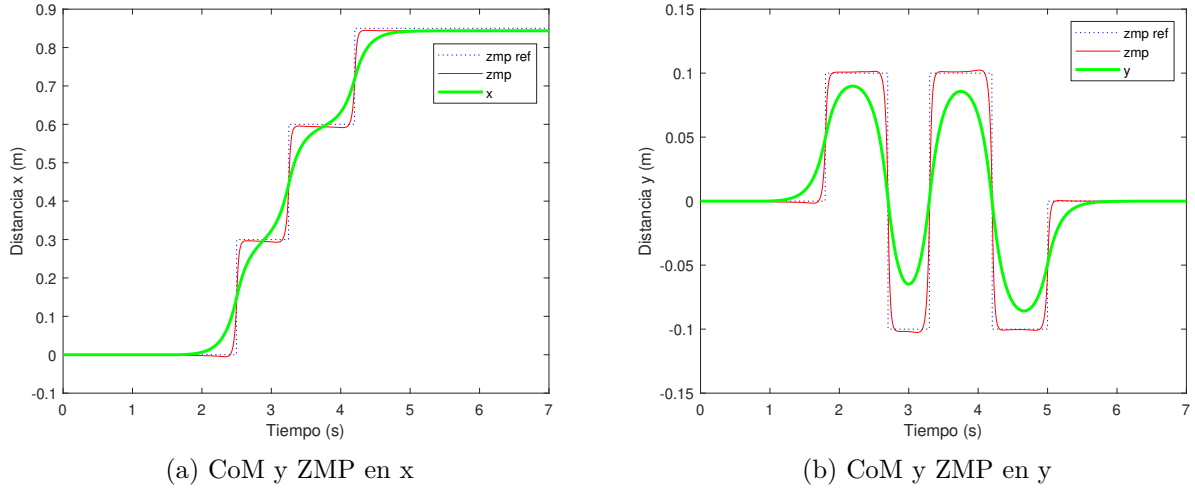 0.9
0.8
0.7
0.6
0.5
0.4
0.3
0.2
0.1
0
-0.1
Distancia x (m)
0 1 2 3 4 5 6 7
Tiempo (s)
zmp ref
zmp
x
(a) CoM y ZMP en x
0.15
0.1
0.05
0
-0.05
-0.1
-0.15
Distancia y (m)
0 1 2 3 4 5 6 7
Tiempo (s)
zmp ref
zmp
y
(b) CoM y ZMP en y